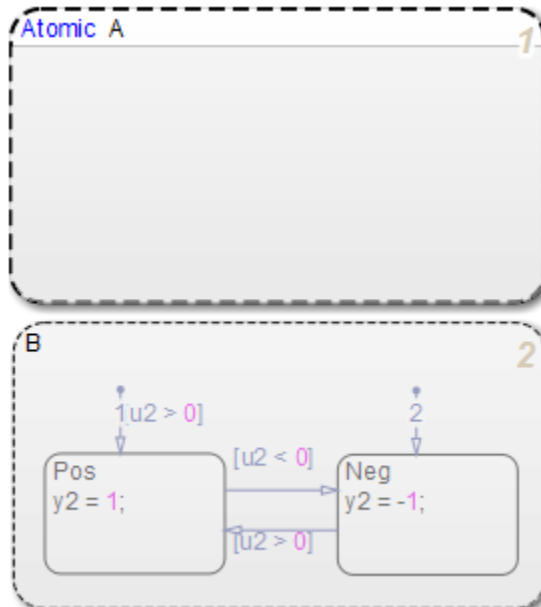 Atomic A
1
B
2
1[u2 > 0]
2
[u2 < 0]
Pos
y2 = 1;
Neg
y2 = -1;
[u2 > 0]